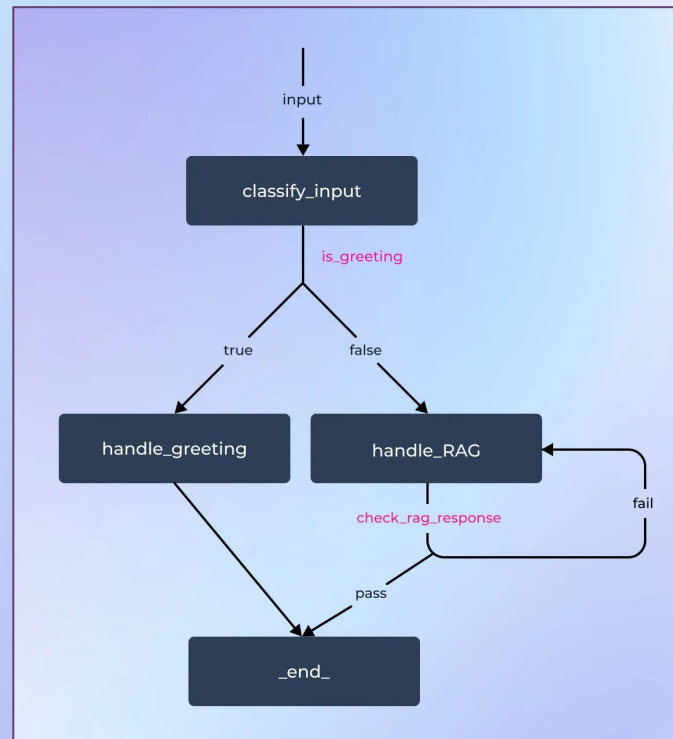 input
classify_input
is_greeting
true
false
handle_greeting
handle_RAG
fail
check_rag_response
pass
_end_